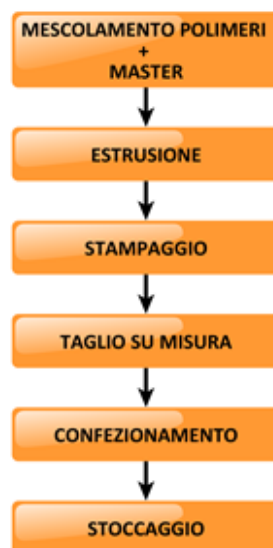 MESCOLAMENTO POLIMERI
+
MASTER
ESTRUSIONE
STAMPAGGIO
TAGLIO SU MISURA
CONFEZIONAMENTO
STOCCAGGIO